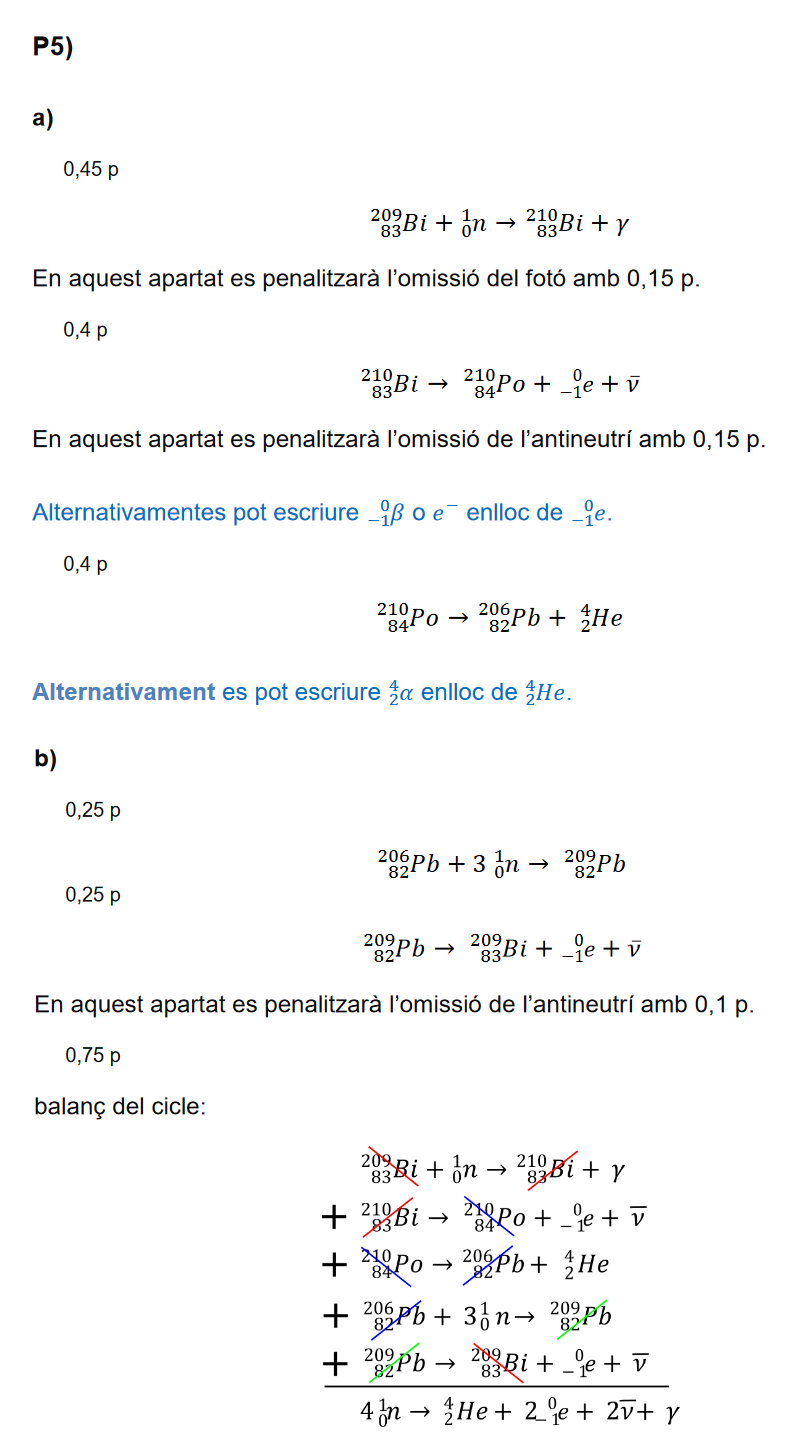 P5)
a)
0,45 p
$^{209}_{83}Bi + ^{1}_{0}n \rightarrow ^{210}_{83}Bi + \gamma$
En aquest apartat es penalitzarà l’omissió del fotó amb 0,15 p.
0,4 p
$^{210}_{83}Bi \rightarrow ^{210}_{84}Po + ^{0}_{-1}e + \bar{\nu}$
En aquest apartat es penalitzarà l’omissió de l’antineutrí amb 0,15 p.
Alternativamentes pot escriure $^{0}_{-1}\beta$ o $e^{-}$ enlloc de $^{0}_{-1}e$.
0,4 p
$^{210}_{84}Po \rightarrow ^{206}_{82}Pb + ^{4}_{2}He$
Alternativament es pot escriure $^{4}_{2}\alpha$ enlloc de $^{4}_{2}He$.
b)
0,25 p
$^{206}_{82}Pb + 3\,^{1}_{0}n \rightarrow ^{209}_{82}Pb$
0,25 p
$^{209}_{82}Pb \rightarrow ^{209}_{83}Bi + ^{0}_{-1}e + \bar{\nu}$
En aquest apartat es penalitzarà l’omissió de l’antineutrí amb 0,1 p.
0,75 p
balanç del cicle:
$^{209}_{83}Bi + ^{1}_{0}n \rightarrow ^{210}_{83}Bi + \gamma$
$+ \, ^{210}_{83}Bi \rightarrow ^{210}_{84}Po + ^{0}_{-1}e + \overline{\nu}$
$+ \, ^{210}_{84}Po \rightarrow ^{206}_{82}Pb + ^{4}_{2}He$
$+ \, ^{206}_{82}Pb + 3\,^{1}_{0}n \rightarrow ^{209}_{82}Pb$
$+ \, ^{209}_{82}Pb \rightarrow ^{209}_{83}Bi + ^{0}_{-1}e + \overline{\nu}$
$4\,^{1}_{0}n \rightarrow ^{4}_{2}He + 2\,^{0}_{-1}e + 2\overline{\nu} + \gamma$